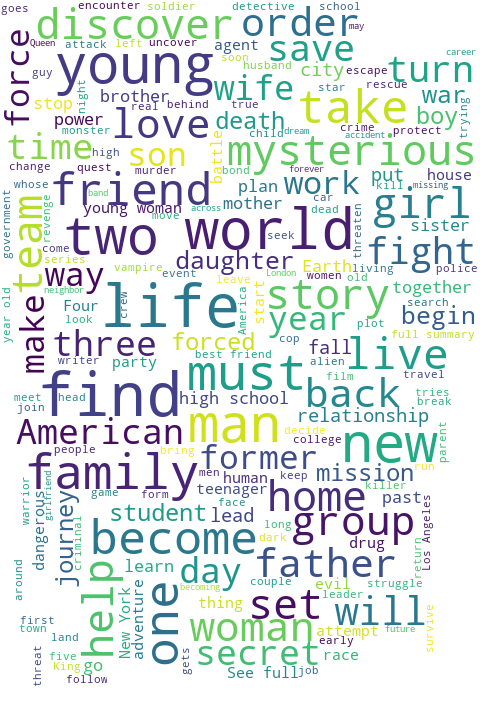 goes
encounter
soldier
detective
school
may
discover
order
Queen
attack
left
uncover
agent
soon
husband
career
force
young
save
turn
guy
wife
city
escape
star
rescue
brother
real
behind
true
stop
night
love
death
take
war
boy
trying
power
monster
child
dream
crime
protect
time
high
son
battle
accident
mysterious
change
quest
murder
bond
forever
missing
whose
friend
plan
work
put
kill
house
girl
government
team
revenge
band
young woman
mother
car
dead
move
across
two
world
threaten
sister
come
series
seek
daughter
fight
neighbor
vampire
event
Earth
women
old
living
police
London
year old
make
way
life
leave
start
story
together
search
Four
look
crew
America
year
plot
begin
full summary
three
forced
cop
fall
live
writer
party
best friend
alien
film
travel
must
tries
break
meet
join
head
find
high school
back
relationship
American
man
decide
college
new
parent
people
bring
family
men
former
run
girlfriend
human
keep
mission
killer
warrior
game
form
teenager
home
past
dangerous
journey
criminal
student
face
lead
long
group
drug
Los Angeles
become
dark
return
around
help
learn
day
couple
father
evil
struggle
becoming
leader
New York
adventure
one
thing
set
will
first
town
land
woman
attempt
future
survive
five
early
threat
King
go
gets
secret
race
follow
See full
job